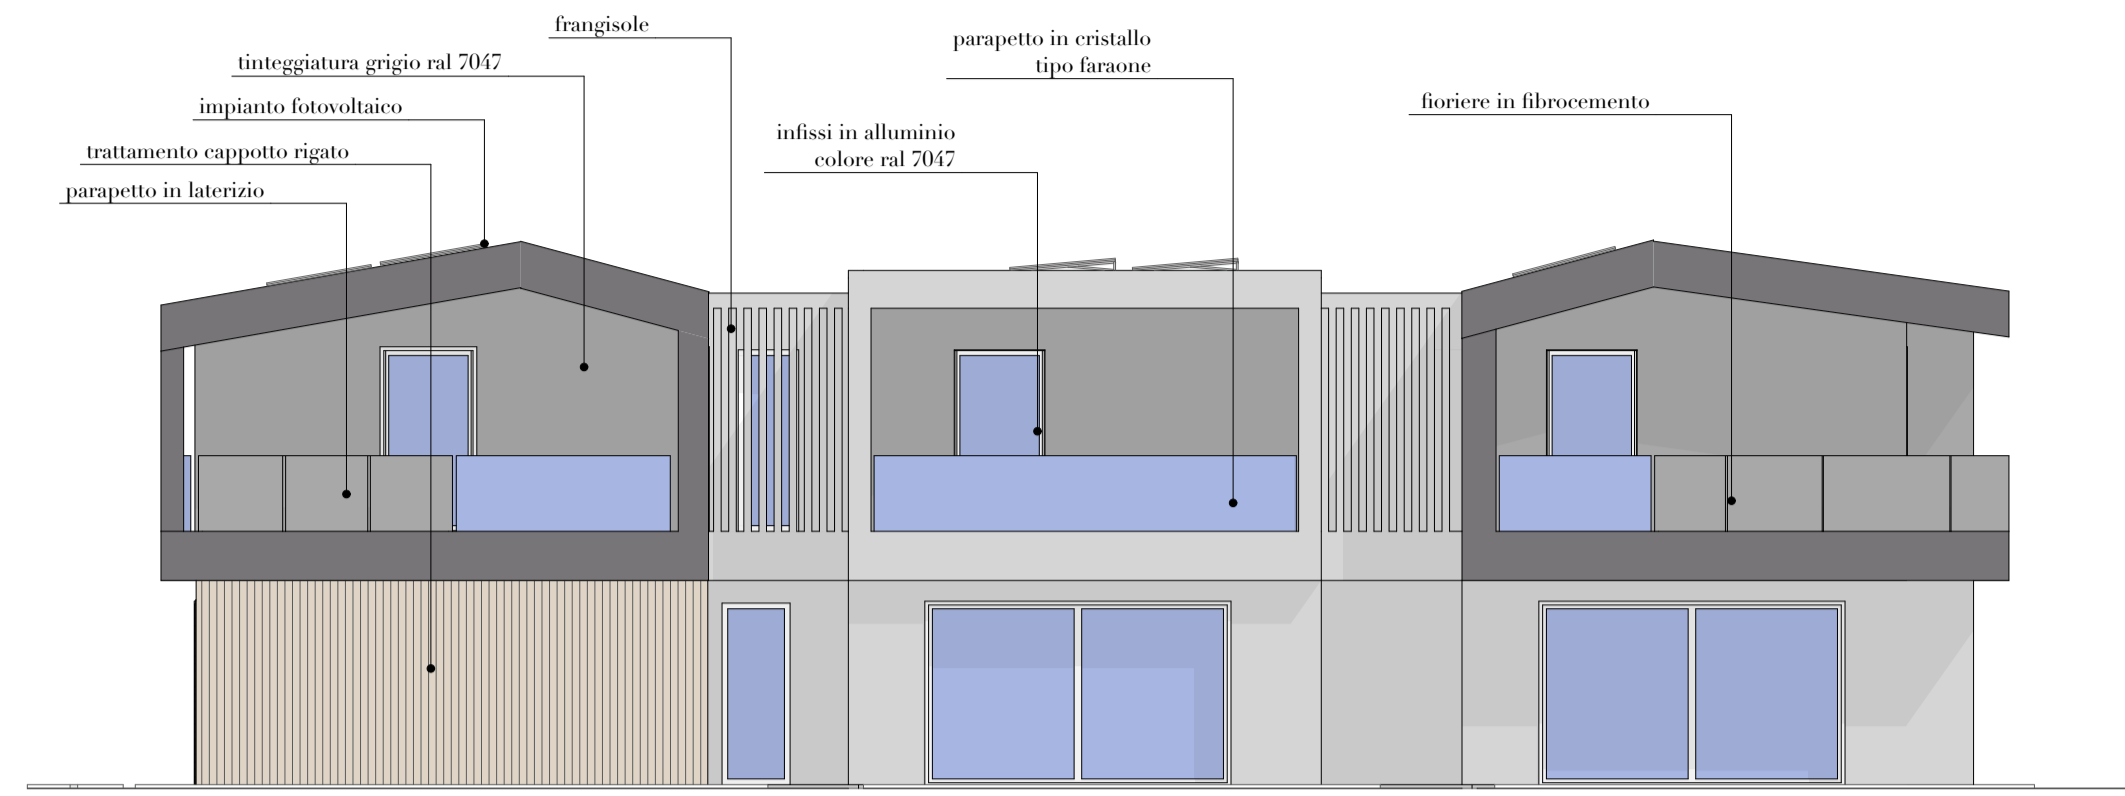 frangisole
tinteggiatura grigio ral 7047
impianto fotovoltaico
trattamento cappotto rigato
parapetto in laterizio
parapetto in cristallo
tipo faraone
infissi in alluminio
colore ral 7047
fioriere in fibrocemento